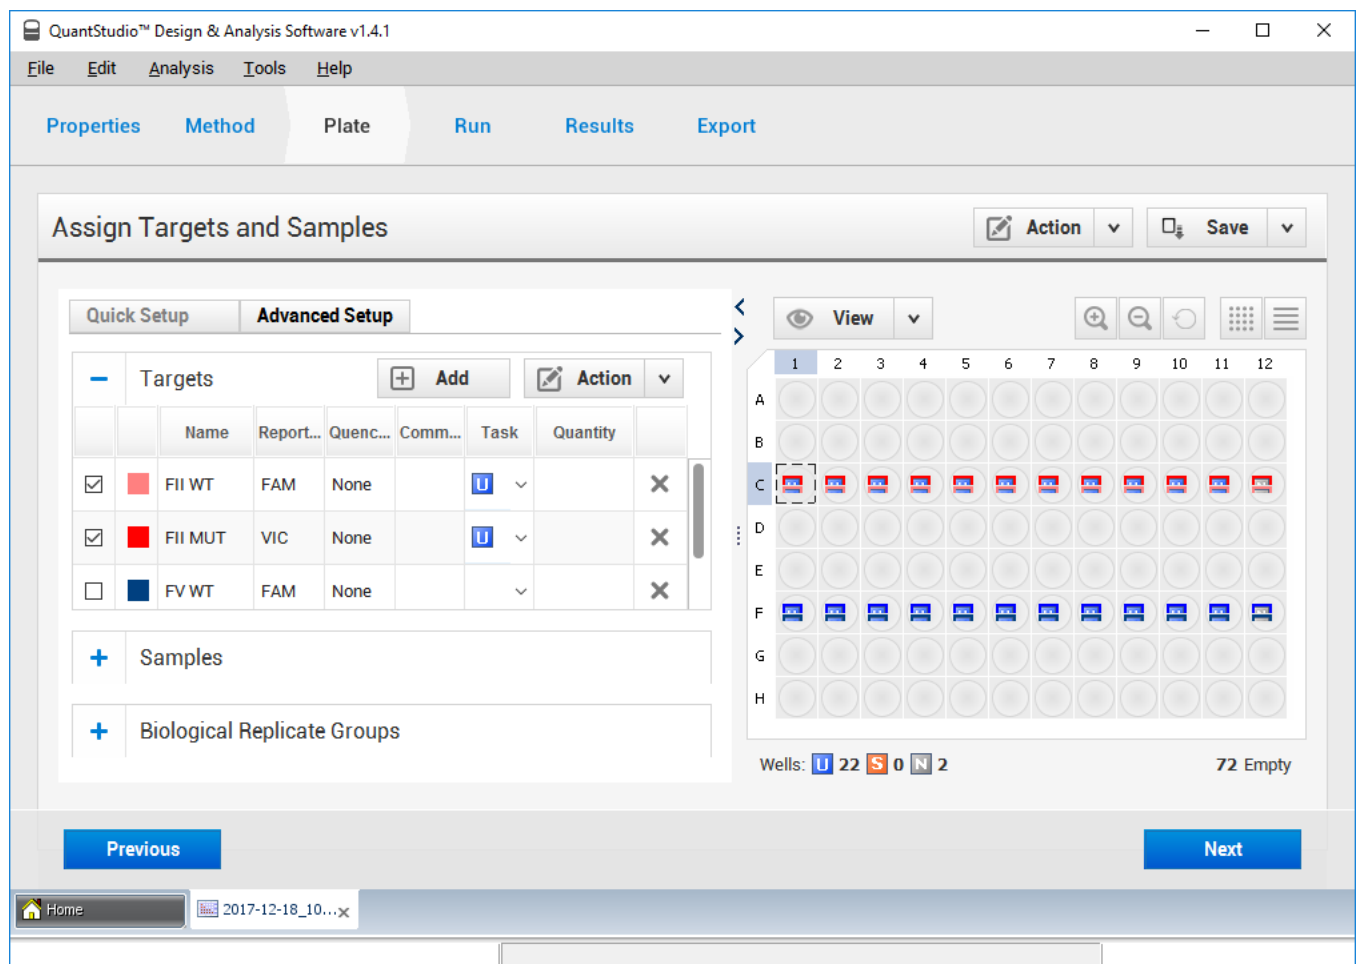 QuantStudio™ Design & Analysis Software v1.4.1
File Edit Analysis Tools Help
Properties Method Plate Run Results Export
Assign Targets and Samples
Action
Save
Quick Setup Advanced Setup
View
Targets
Add
Action
Name Report... Quenc... Comm... Task Quantity
FII WT FAM None U
FII MUT VIC None U
FV WT FAM None
Samples
Biological Replicate Groups
1 2 3 4 5 6 7 8 9 10 11 12
A
B
C
D
E
F
G
H
Wells: U 22 S 0 N 2 72 Empty
Previous
Next
Home
2017-12-18_10...